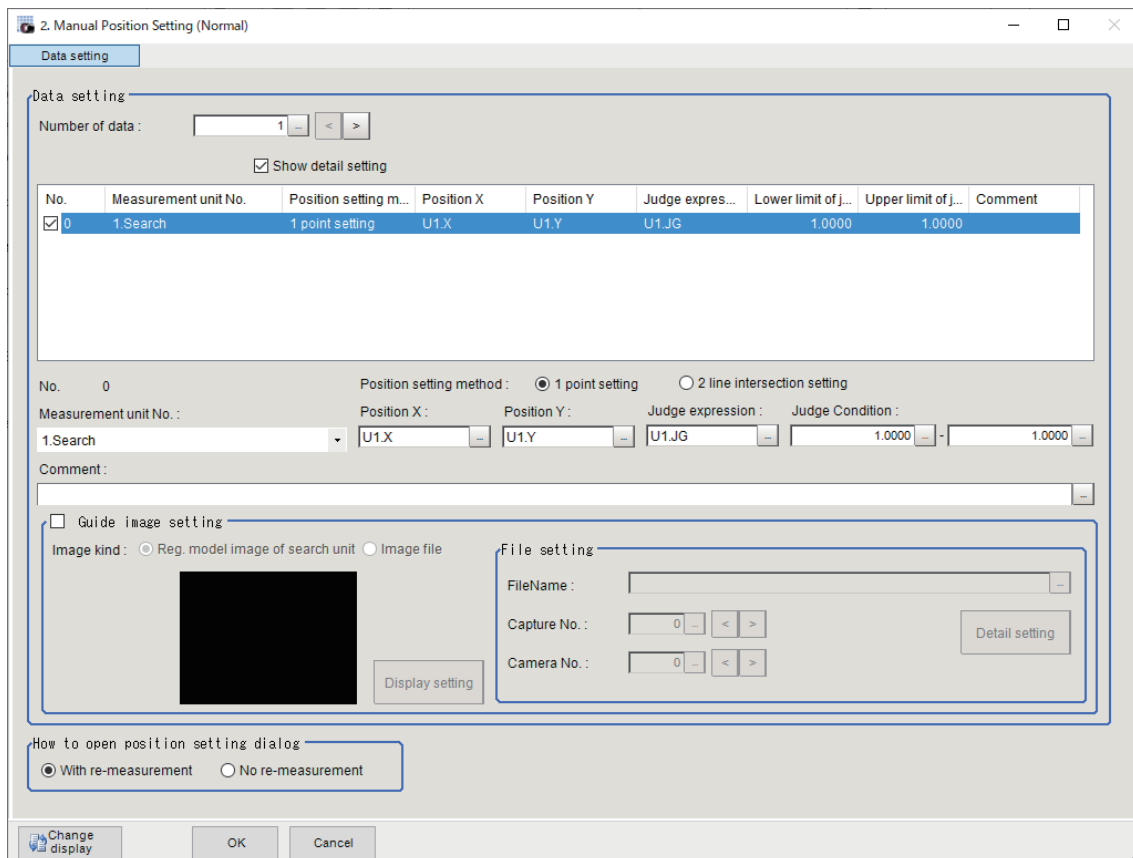 2. Manual Position Setting (Normal)
Data setting
Data setting
Number of data : 1 ... < >
Show detail setting
No. Measurement unit No. Position setting m... Position X Position Y Judge expres... Lower limit of j... Upper limit of j... Comment
0 1.Search 1 point setting U1.X U1.Y U1.JG 1.0000 1.0000
No. 0 Position setting method : 1 point setting 2 line intersection setting
Measurement unit No. : Position X : Position Y : Judge expression : Judge Condition :
1.Search U1.X ... U1.Y ... U1.JG ... 1.0000 ... - 1.0000 ...
Comment :
...
Guide image setting
Image kind : Reg. model image of search unit Image file
File setting
FileName : ...
Capture No. : 0 ... < >
Camera No. : 0 ... < >
Detail setting
Display setting
How to open position setting dialog
With re-measurement No re-measurement
Change display OK Cancel